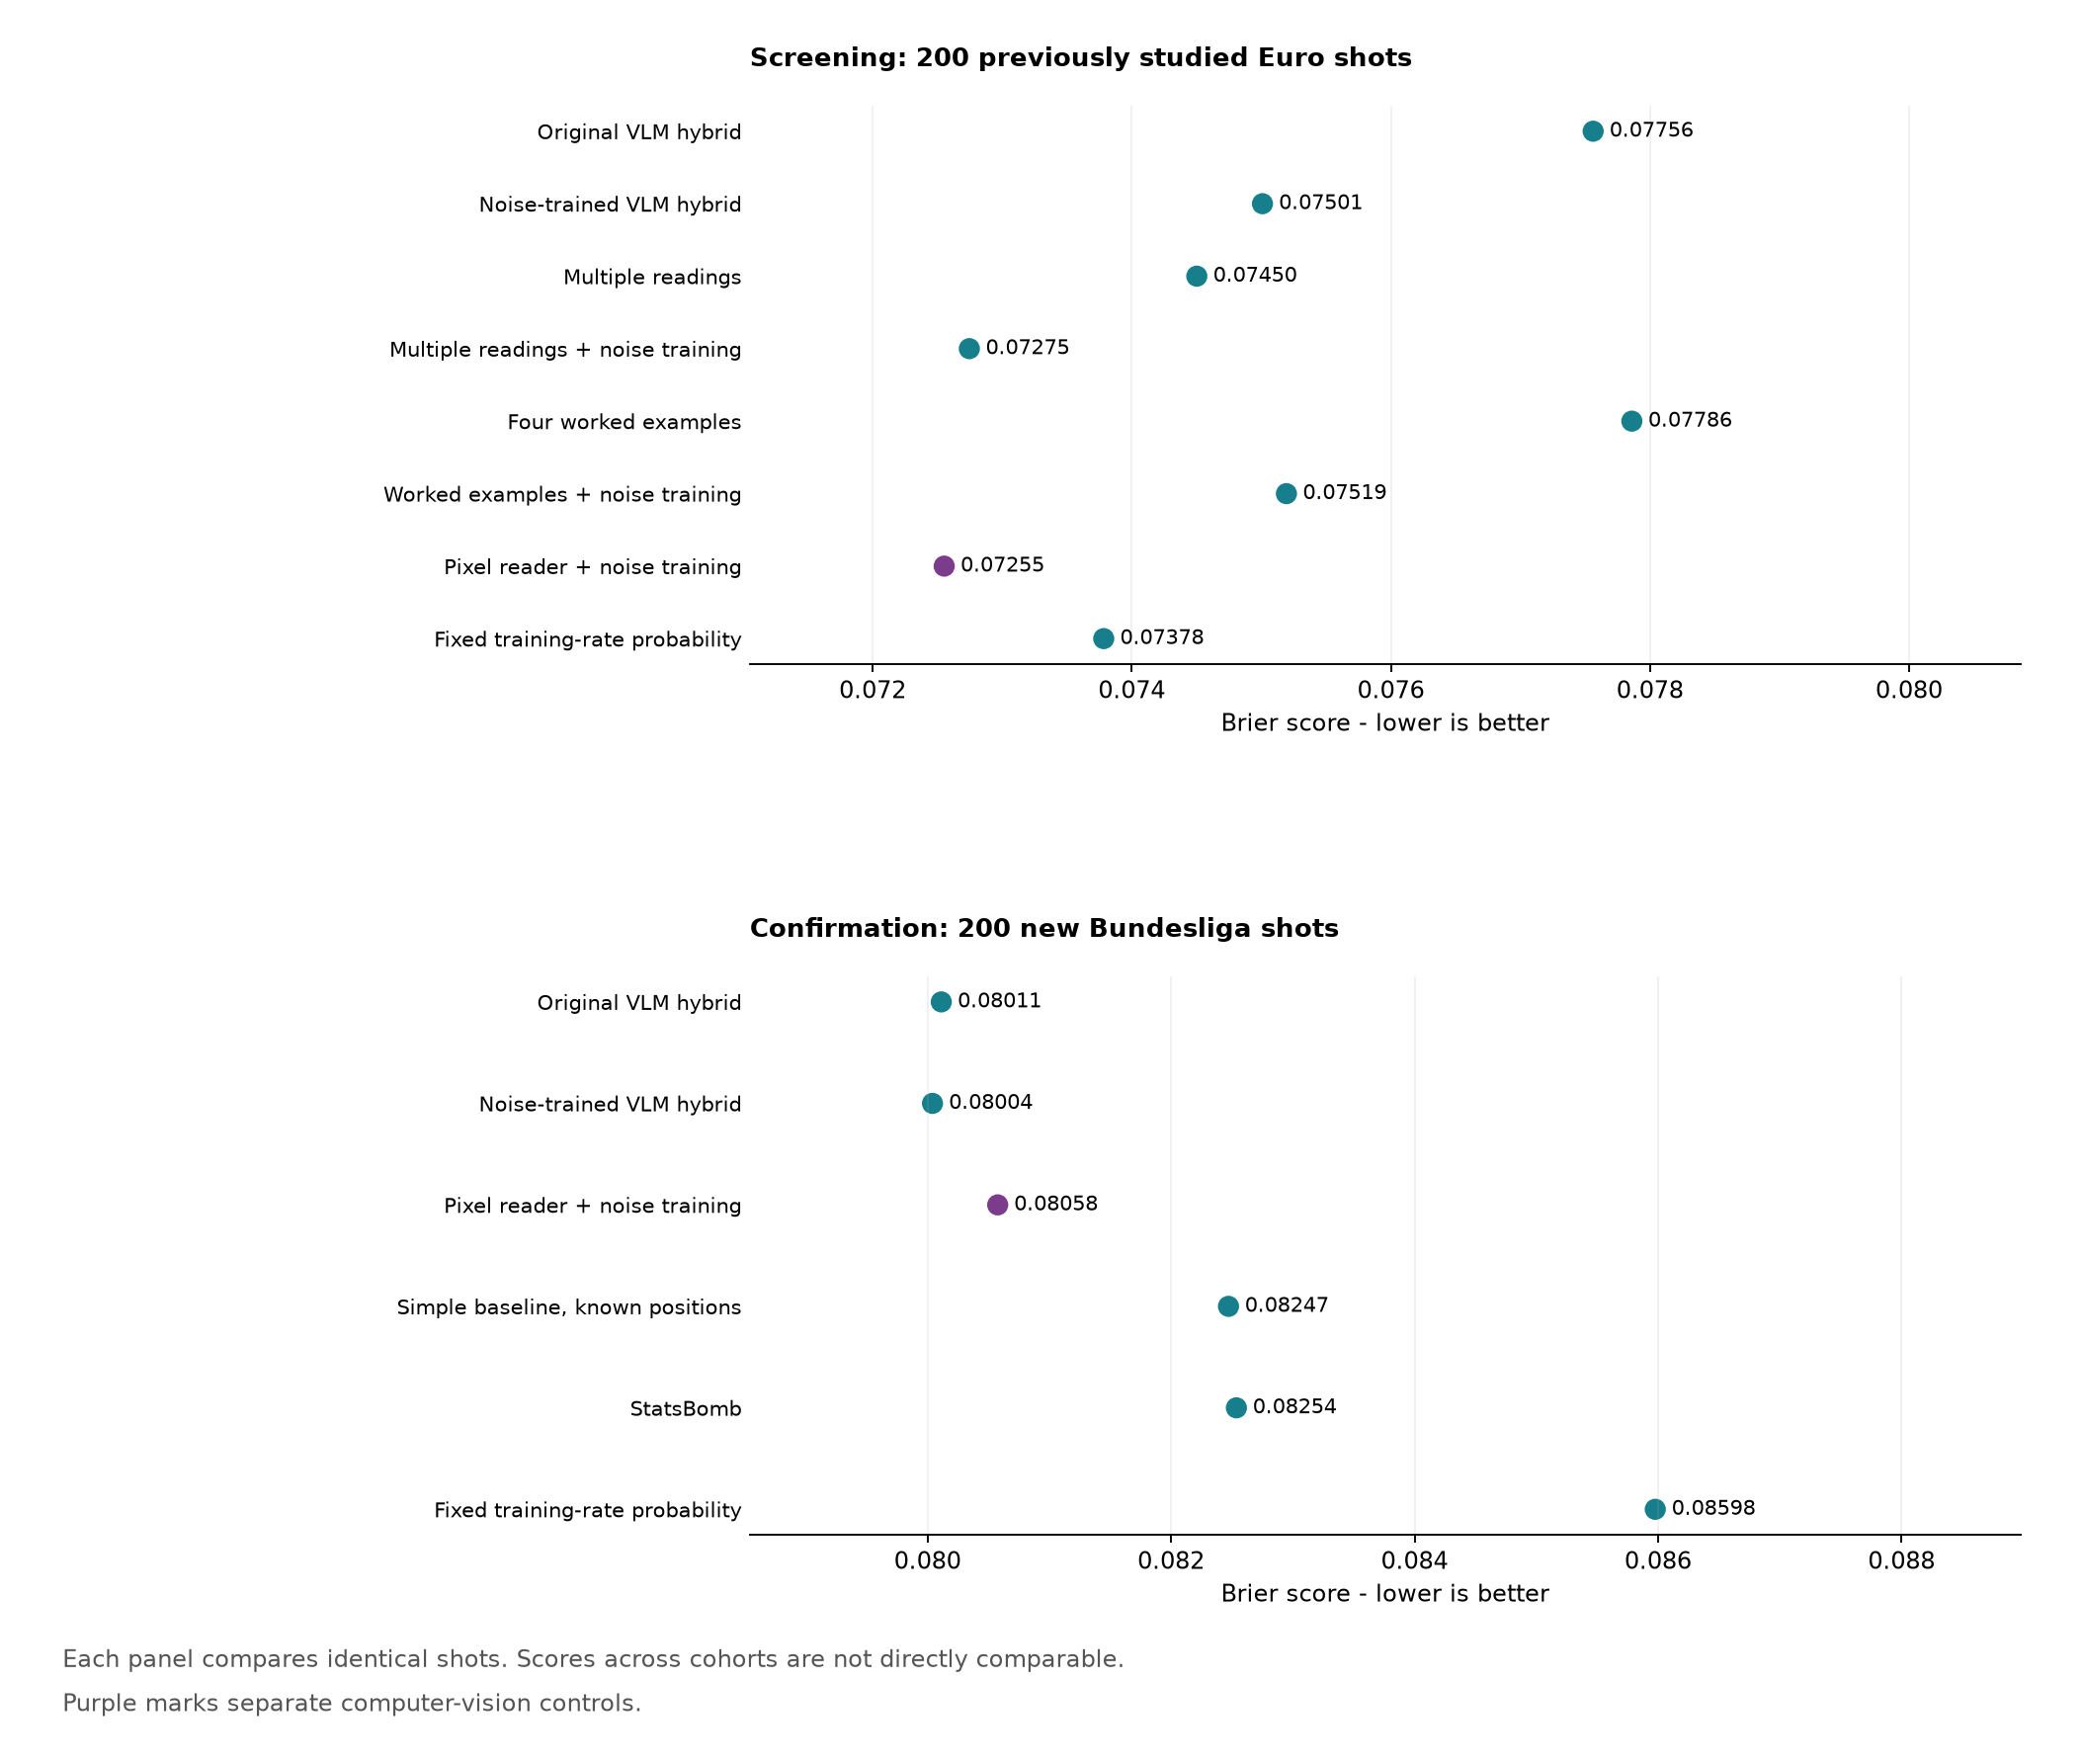 Screening: 200 previously studied Euro shots
Original VLM hybrid 0.07756
Noise-trained VLM hybrid 0.07501
Multiple readings 0.07450
Multiple readings + noise training 0.07275
Four worked examples 0.07786
Worked examples + noise training 0.07519
Pixel reader + noise training 0.07255
Fixed training-rate probability 0.07378
0.072 0.074 0.076 0.078 0.080
Brier score - lower is better
Confirmation: 200 new Bundesliga shots
Original VLM hybrid 0.08011
Noise-trained VLM hybrid 0.08004
Pixel reader + noise training 0.08058
Simple baseline, known positions 0.08247
StatsBomb 0.08254
Fixed training-rate probability 0.08598
0.080 0.082 0.084 0.086 0.088
Brier score - lower is better
Each panel compares identical shots. Scores across cohorts are not directly comparable.
Purple marks separate computer-vision controls.